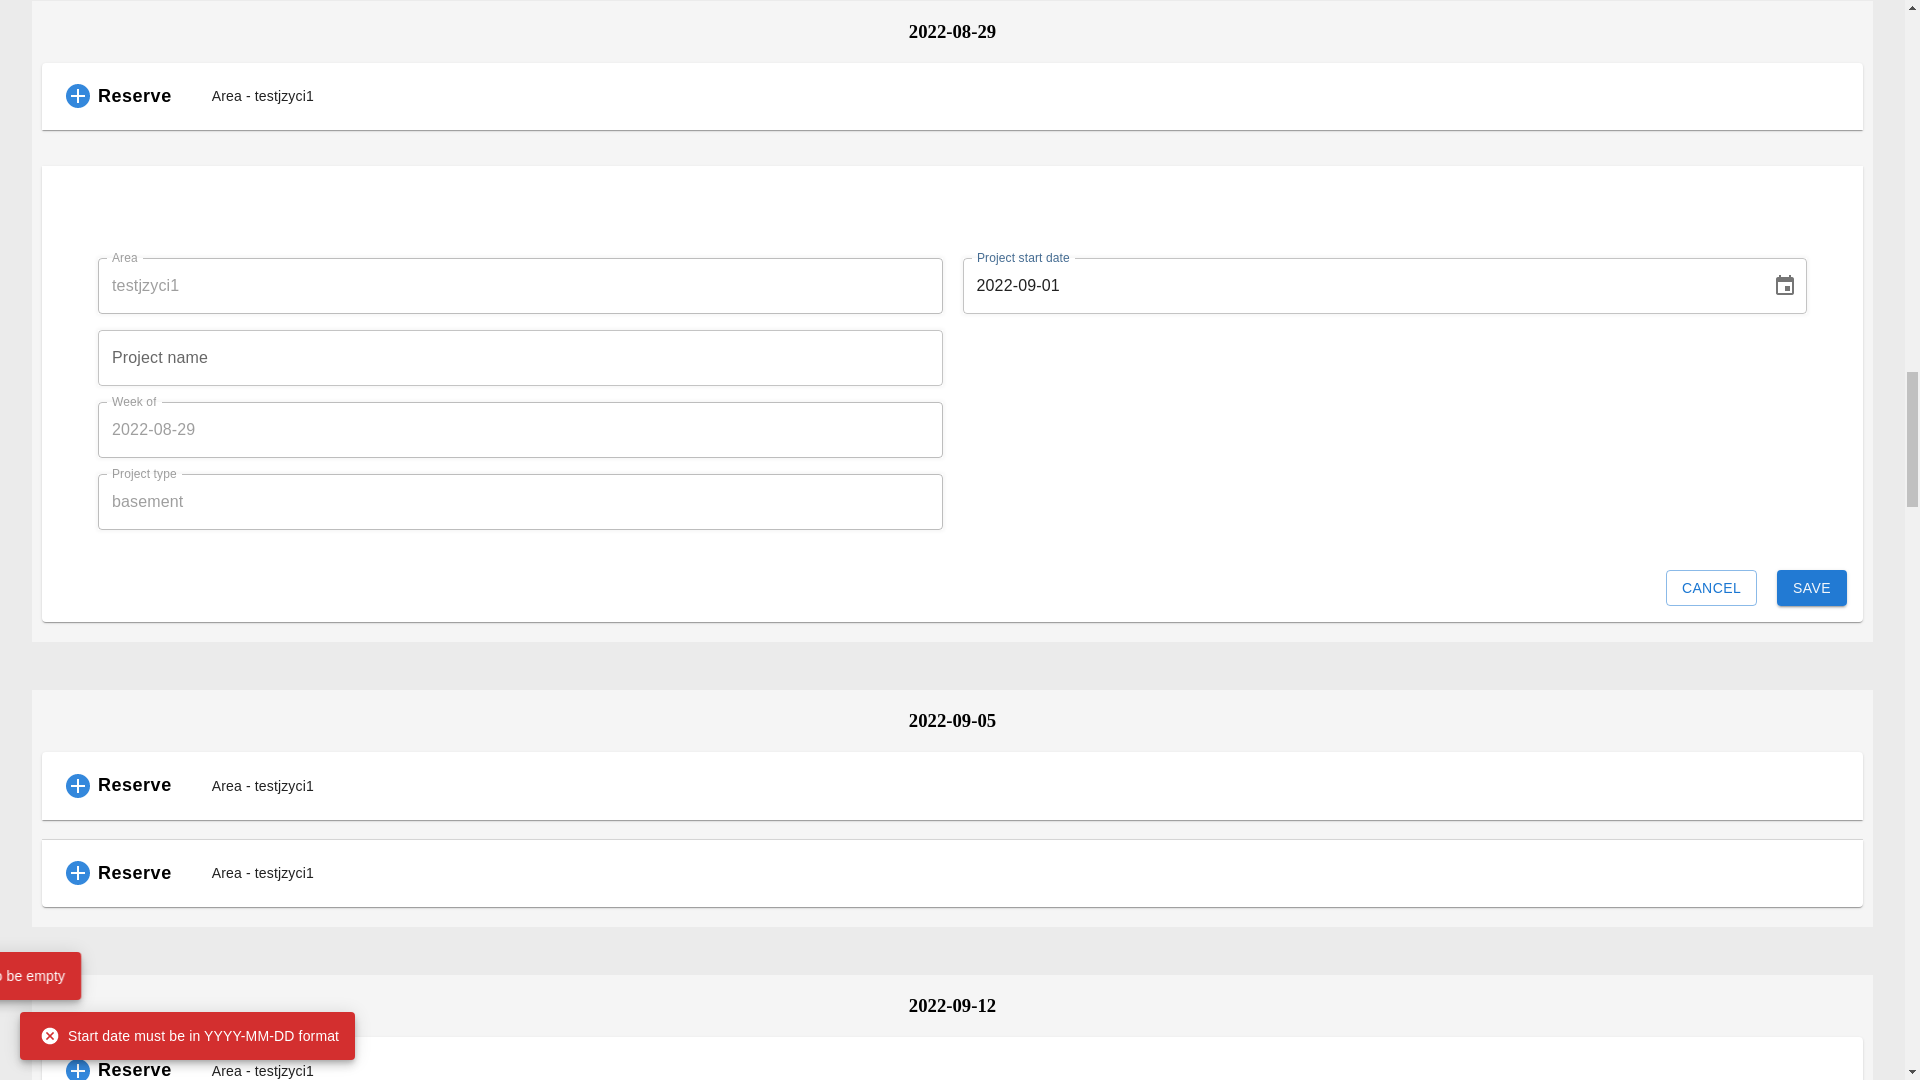 2022-08-29
Reserve Area - testjzyci1
Area
testjzyci1
Project start date
2022-09-01
Project name
Week of
2022-08-29
Project type
basement
CANCEL SAVE
2022-09-05
Reserve Area - testjzyci1
Reserve Area - testjzyci1
be empty
2022-09-12
Start date must be in YYYY-MM-DD format
Reserve Area - testjzyci1